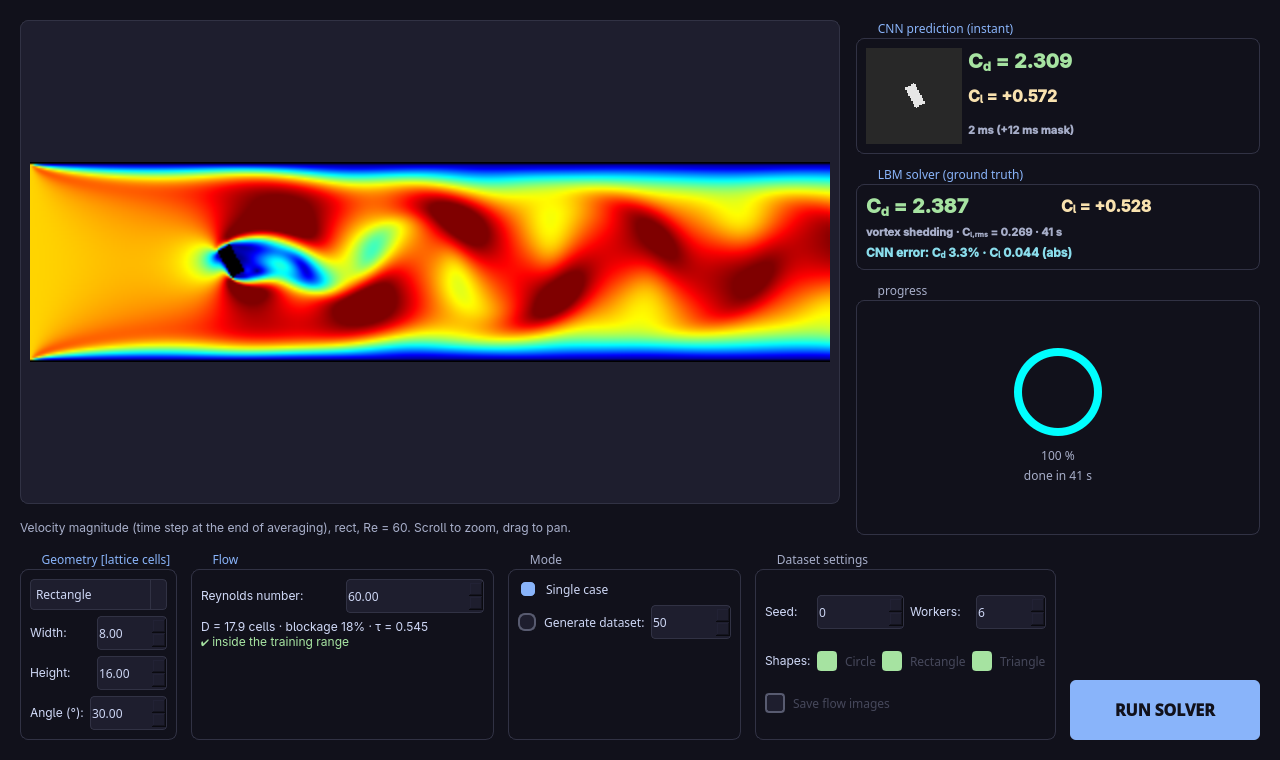 CNN prediction (instant)
Cd = 2.309
Cl = +0.572
2 ms (+12 ms mask)
LBM solver (ground truth)
Cd = 2.387 Cl = +0.528
vortex shedding · Cl,rms = 0.269 · 41 s
CNN error: Cd 3.3% · Cl 0.044 (abs)
progress
100 %
done in 41 s
Velocity magnitude (time step at the end of averaging), rect, Re = 60. Scroll to zoom, drag to pan.
Geometry [lattice cells]
Rectangle
Width: 8.00
Height: 16.00
Angle (°): 30.00
Flow
Reynolds number: 60.00
D = 17.9 cells · blockage 18% · τ = 0.545
✔ inside the training range
Mode
Single case
Generate dataset: 50
Dataset settings
Seed: 0 Workers: 6
Shapes: Circle Rectangle Triangle
Save flow images
RUN SOLVER